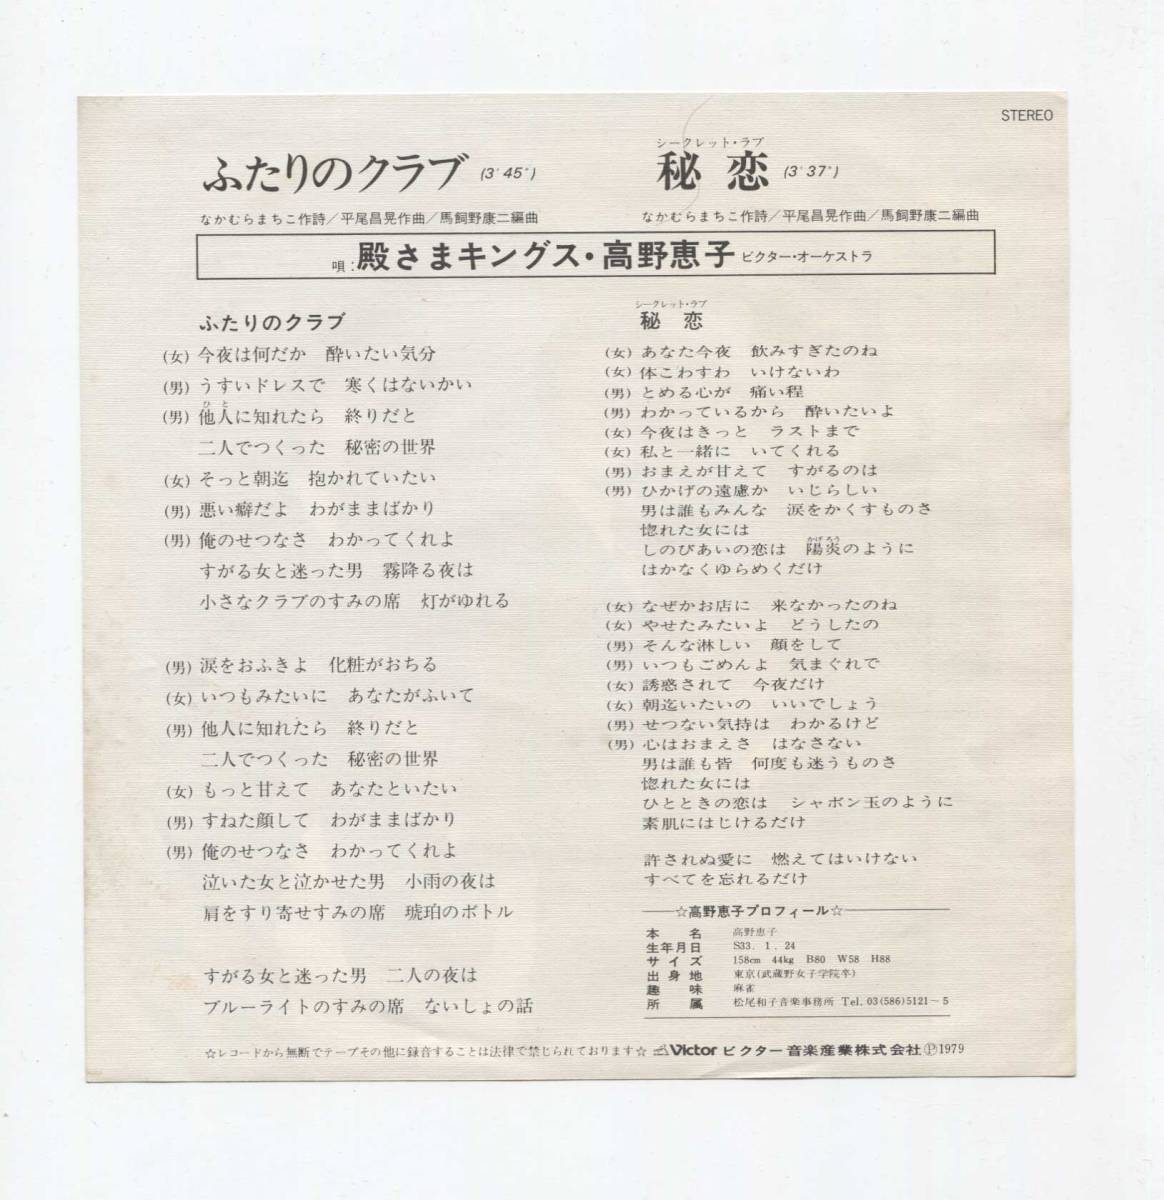 STEREO
ふたりのクラブ (3'45")
なかむらまちこ作詩／平尾昌晃作曲／馬飼野康二編曲
シークレット・ラブ
秘恋 (3'37")
なかむらまちこ作詩／平尾昌晃作曲／馬飼野康二編曲
唄：殿さまキングス・高野恵子 ビクター・オーケストラ
ふたりのクラブ
(女) 今夜は何だか　酔いたい気分
(男) うすいドレスで　寒くはないかい
ひと
(男) 他人に知れたら　終りだと
二人でつくった　秘密の世界
(女) そっと朝迄　抱かれていたい
(男) 悪い癖だよ　わがままばかり
(男) 俺のせつなさ　わかってくれよ
すがる女と迷った男　霧降る夜は
小さなクラブのすみの席　灯がゆれる
(男) 涙をおふきよ　化粧がおちる
(女) いつもみたいに　あなたがふいて
(男) 他人に知れたら　終りだと
二人でつくった　秘密の世界
(女) もっと甘えて　あなたといたい
(男) すねた顔して　わがままばかり
(男) 俺のせつなさ　わかってくれよ
泣いた女と泣かせた男　小雨の夜は
肩をすり寄せすみの席　琥珀のボトル
すがる女と迷った男　二人の夜は
ブルーライトのすみの席　ないしょの話
シークレット・ラブ
秘恋
(女) あなた今夜　飲みすぎたのね
(女) 体こわすわ　いけないわ
(男) とめる心が　痛い程
(男) わかっているから　酔いたいよ
(女) 今夜はきっと　ラストまで
(女) 私と一緒に　いてくれる
(男) おまえが甘えて　すがるのは
(男) ひかげの遠慮か　いじらしい
男は誰もみんな　涙をかくすものさ
惚れた女には
かげろう
しのびあいの恋は　陽炎のように
はかなくゆらめくだけ
(女) なぜかお店に　来なかったのね
(女) やせたみたいよ　どうしたの
(男) そんな淋しい　顔をして
(男) いつもごめんよ　気まぐれで
(女) 誘惑されて　今夜だけ
(女) 朝迄いたいの　いいでしょう
(男) せつない気持は　わかるけど
(男) 心はおまえさ　はなさない
男は誰も皆　何度も迷うものさ
惚れた女には
ひとときの恋は　シャボン玉のように
素肌にはじけるだけ
許されぬ愛に　燃えてはいけない
すべてを忘れるだけ
☆高野恵子プロフィール☆
本名　高野恵子
生年月日　S33. 1. 24
サイズ　158cm 44kg B80 W58 H88
出身地　東京(武蔵野女子学院卒)
趣味　麻雀
所属　松尾和子音楽事務所 Tel. 03(586)5121～5
☆レコードから無断でテープその他に録音することは法律で禁じられております☆ Victor ビクター音楽産業株式会社 Ⓟ1979